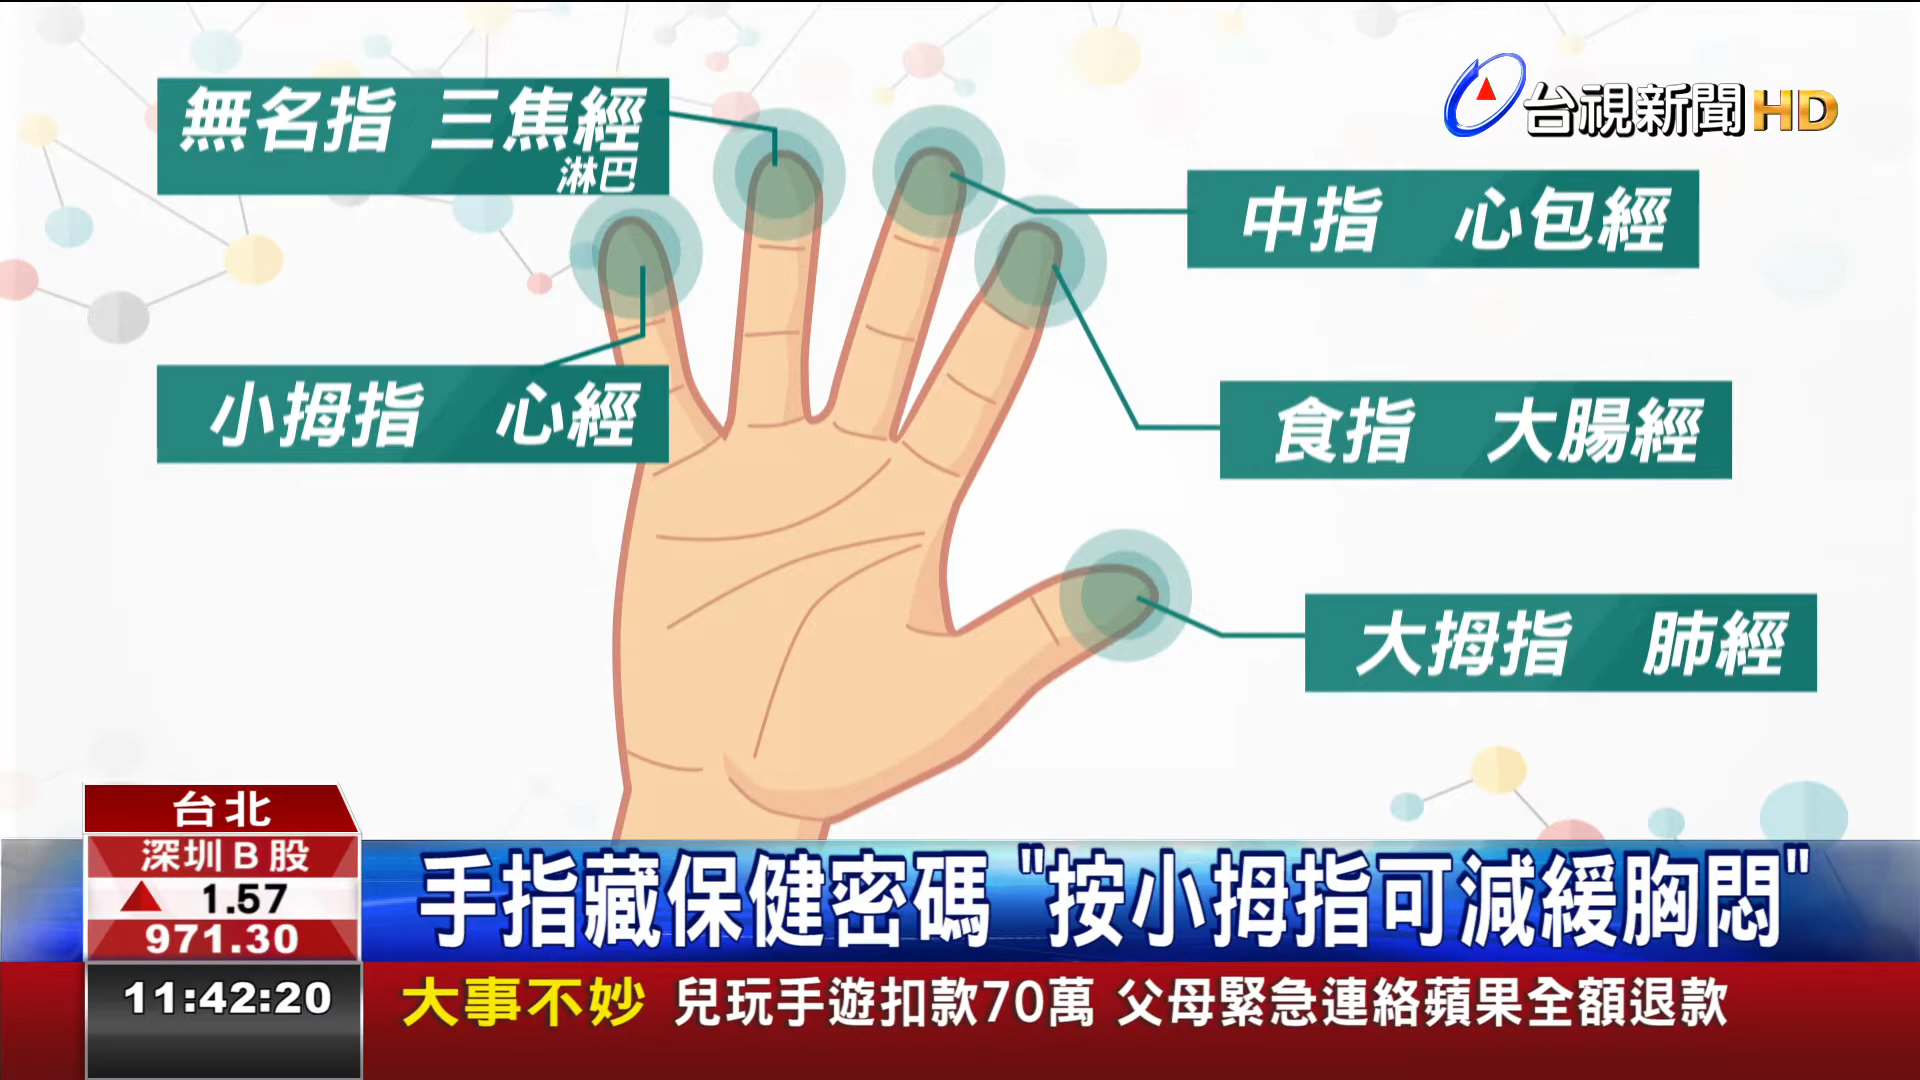 無名指 三焦經
淋巴
台視新聞HD
中指 心包經
小拇指 心經
食指 大腸經
大拇指 肺經
台北
深圳B股
1.57
971.30
手指藏保健密碼 "按小拇指可減緩胸悶"
11:42:20
大事不妙 兒玩手遊扣款70萬 父母緊急連絡蘋果全額退款